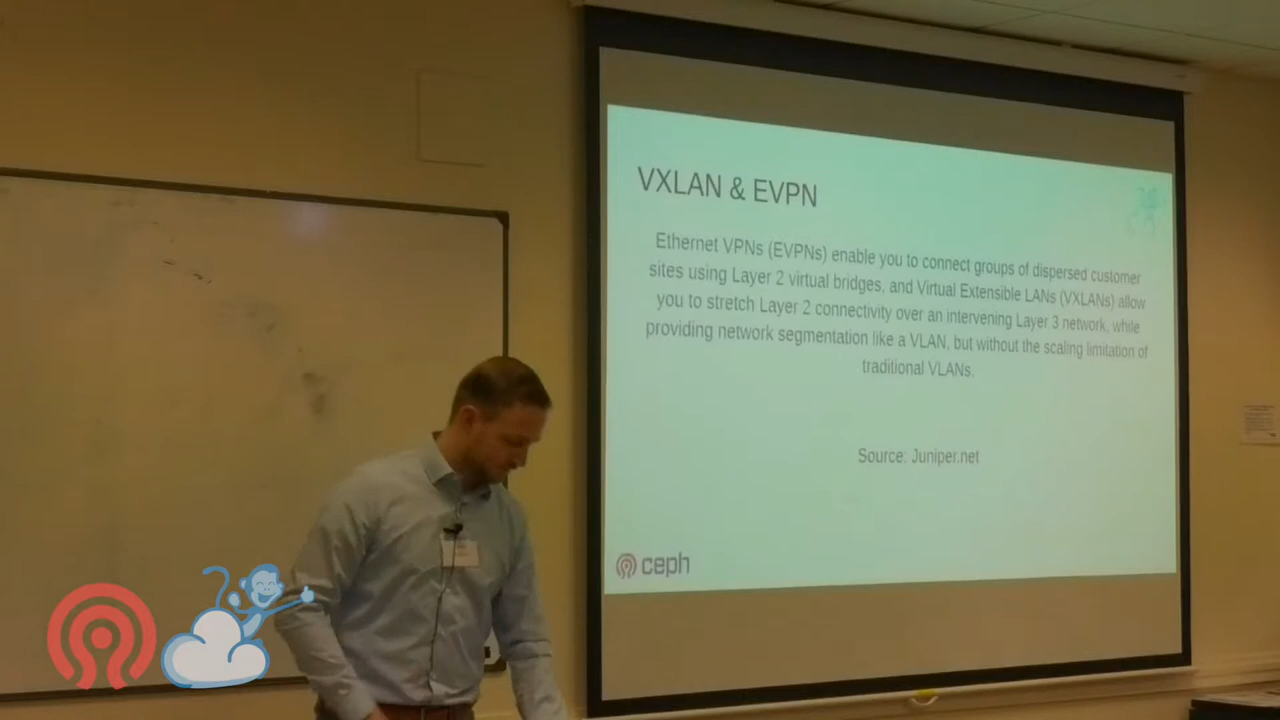 VXLAN & EVPN
Ethernet VPNs (EVPNs) enable you to connect groups of dispersed customer
sites using Layer 2 virtual bridges, and Virtual Extensible LANs (VXLANs) allow
you to stretch Layer 2 connectivity over an intervening Layer 3 network, while
providing network segmentation like a VLAN, but without the scaling limitation of
traditional VLANs.
Source: Juniper.net
ceph